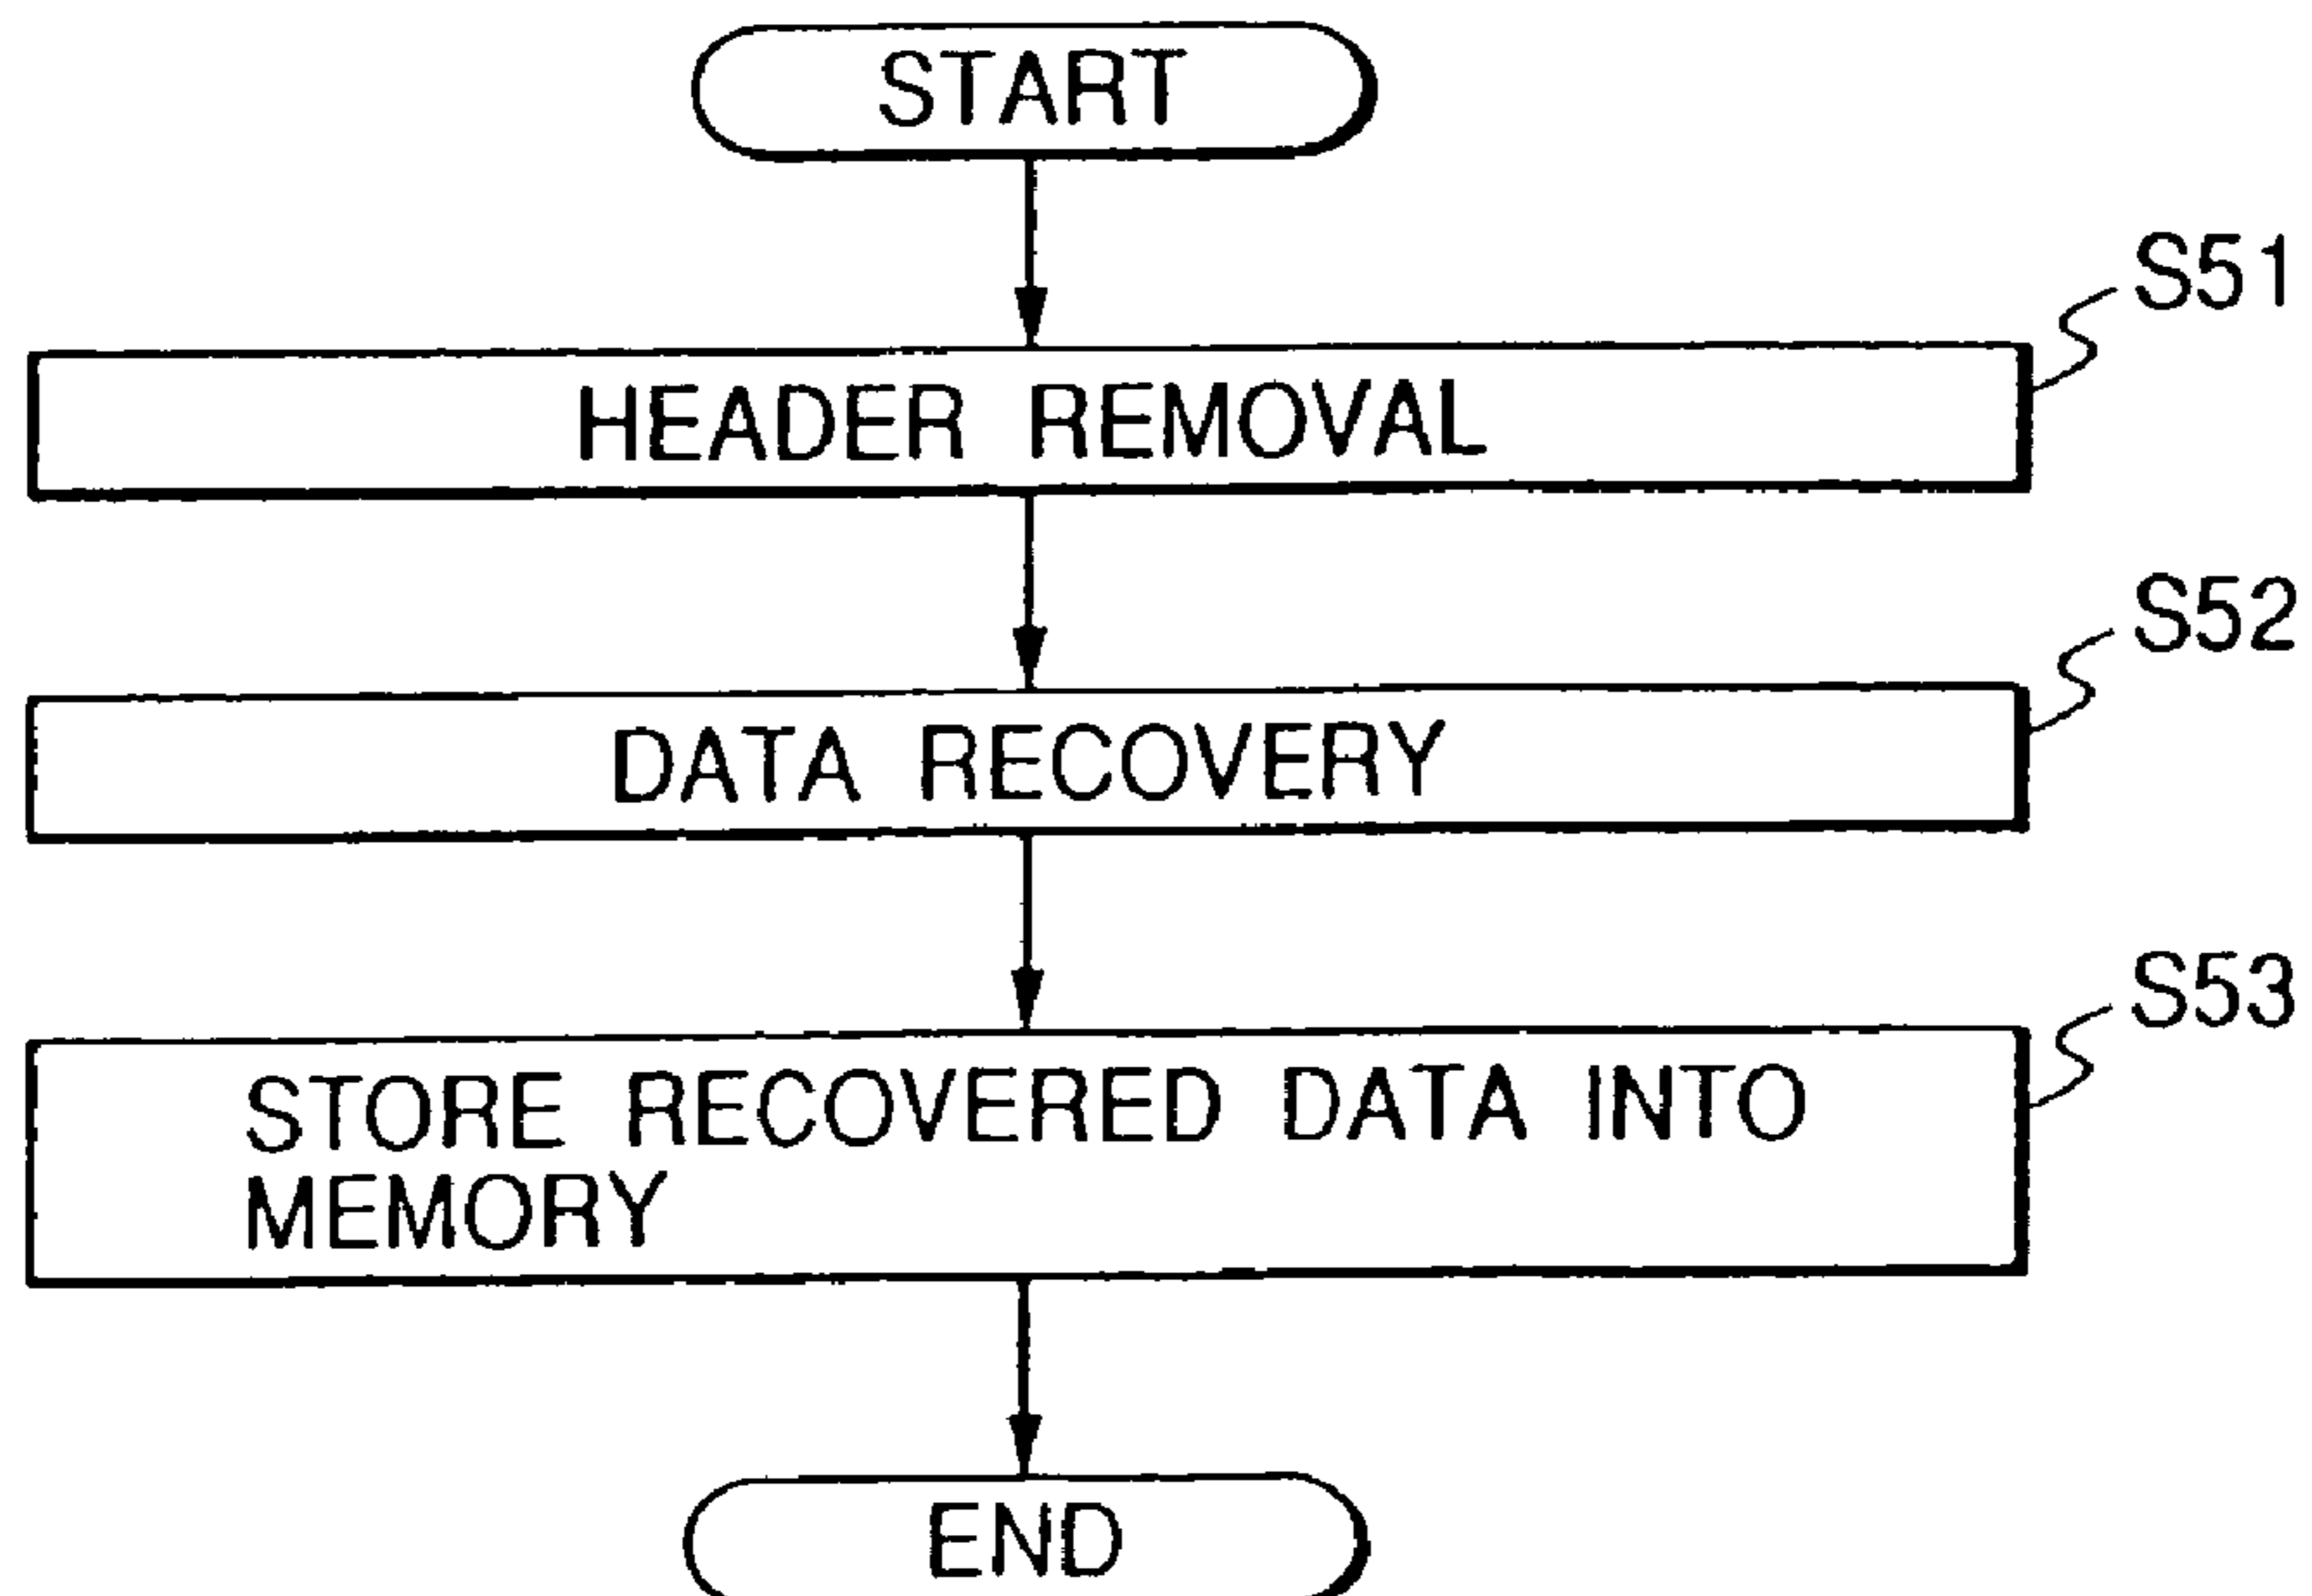 START
S51
HEADER REMOVAL
S52
DATA RECOVERY
S53
STORE RECOVERED DATA INTO
MEMORY
END